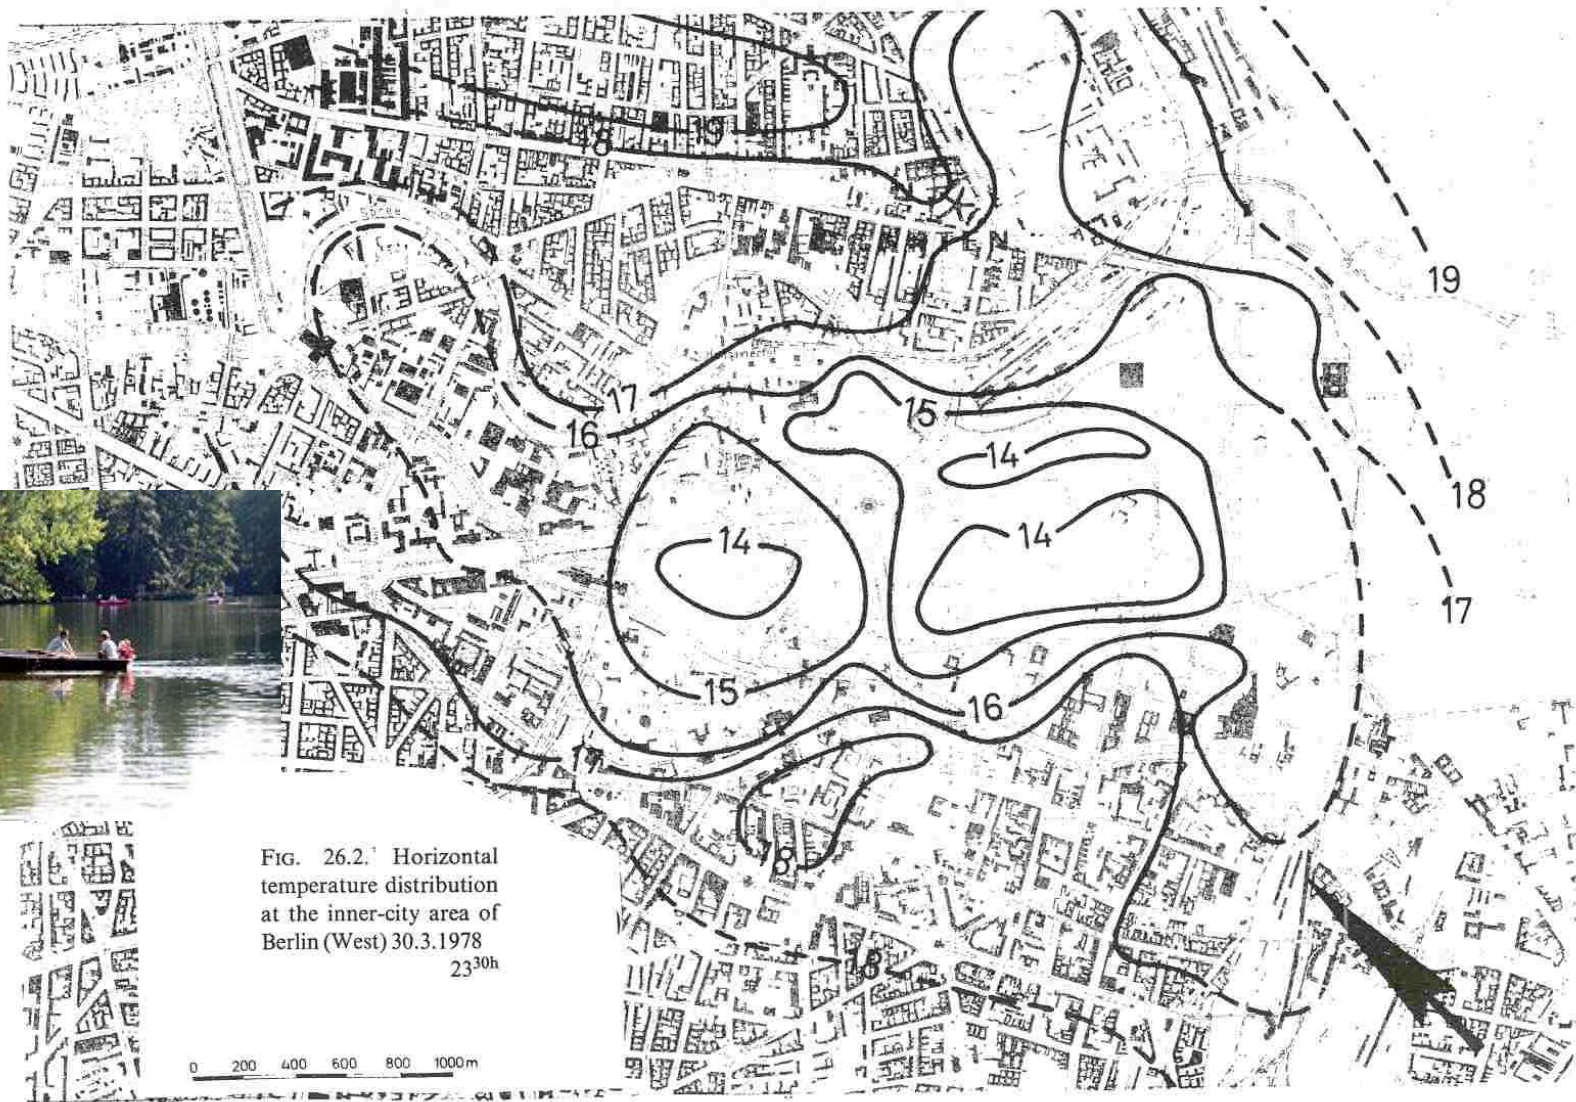 19
18
Spree
19
17
16
15
14
18
14
14
17
15
16
17
18
18
FIG. 26.2. Horizontal
temperature distribution
at the inner-city area of
Berlin (West) 30.3.1978
2330h
0 200 400 600 800 1000m